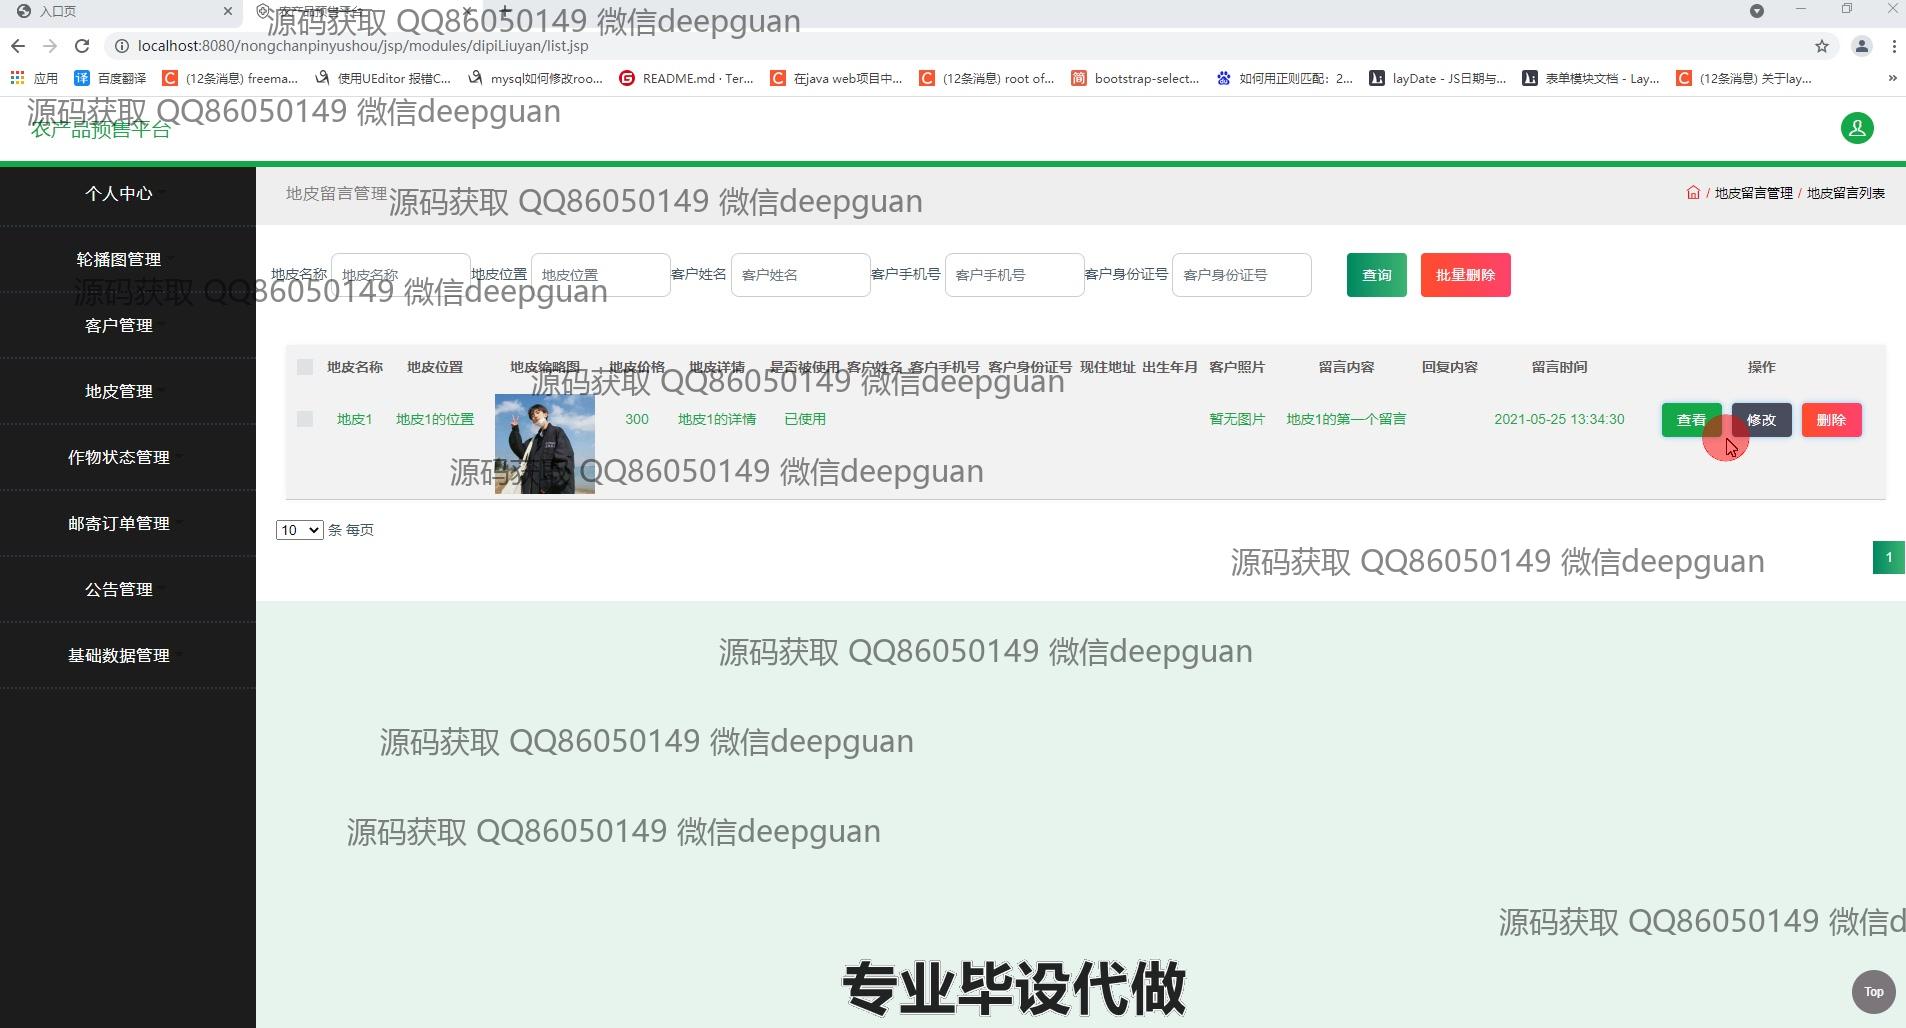 入口页
农产品预售平台
源码获取 QQ86050149 微信deepguan
localhost:8080/nongchanpinyushou/jsp/modules/dipiLiuyan/list.jsp
应用 百度翻译 (12条消息) freema... 使用UEditor 报错C... mysql如何修改roo... README.md · Ter... 在java web项目中... (12条消息) root of... bootstrap-select... 如何用正则匹配：2... layDate - JS日期与... 表单模块文档 - Lay... (12条消息) 关于lay... »
源码获取 QQ86050149 微信deepguan
农产品预售平台
个人中心
轮播图管理
客户管理
地皮管理
作物状态管理
邮寄订单管理
公告管理
基础数据管理
地皮留言管理
源码获取 QQ86050149 微信deepguan
/ 地皮留言管理 / 地皮留言列表
地皮名称 地皮名称 地皮位置 地皮位置 客户姓名 客户姓名 客户手机号 客户手机号 客户身份证号 客户身份证号 查询 批量删除
源码获取 QQ86050149 微信deepguan
地皮名称 地皮位置 地皮缩略图 地皮价格 地皮详情 是否被使用 客户姓名 客户手机号 客户身份证号 现住地址 出生年月 客户照片 留言内容 回复内容 留言时间 操作
源码获取 QQ86050149 微信deepguan
地皮1 地皮1的位置 300 地皮1的详情 已使用 暂无图片 地皮1的第一个留言 2021-05-25 13:34:30 查看 修改 删除
源码获取 QQ86050149 微信deepguan
10 条 每页
1
源码获取 QQ86050149 微信deepguan
源码获取 QQ86050149 微信deepguan
源码获取 QQ86050149 微信deepguan
源码获取 QQ86050149 微信deepguan
源码获取 QQ86050149 微信d
专业毕设代做
Top